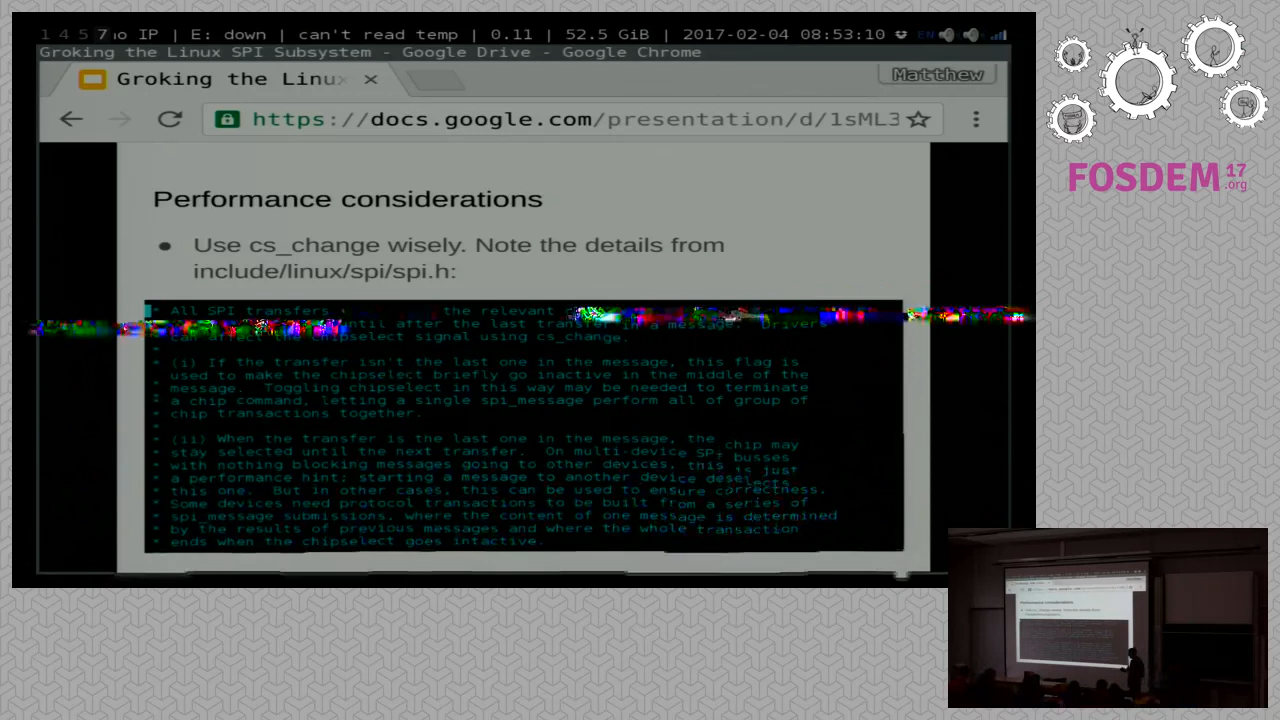 1 4 5 7 no IP | E: down | can't read temp | 0.11 | 52.5 GiB | 2017-02-04 08:53:10 EN
Groking the Linux SPI Subsystem - Google Drive - Google Chrome
Groking the Linu
Matthew
https://docs.google.com/presentation/d/1sML3
FOSDEM 17 .org
Performance considerations
● Use cs_change wisely. Note the details from
include/linux/spi/spi.h:
* All SPI transfers the relevant
until after the last transfer in a message. Drivers
* can affect the chipselect signal using cs_change.
*
* (i) If the transfer isn't the last one in the message, this flag is
* used to make the chipselect briefly go inactive in the middle of the
* message. Toggling chipselect in this way may be needed to terminate
* a chip command, letting a single spi_message perform all of group of
* chip transactions together.
*
* (ii) When the transfer is the last one in the message, the chip may
* stay selected until the next transfer. On multi-device SPI busses
* with nothing blocking messages going to other devices, this is just
* a performance hint; starting a message to another device deselects
* this one. But in other cases, this can be used to ensure correctness.
* Some devices need protocol transactions to be built from a series of
* spi_message submissions, where the content of one message is determined
* by the results of previous messages and where the whole transaction
* ends when the chipselect goes intactive.